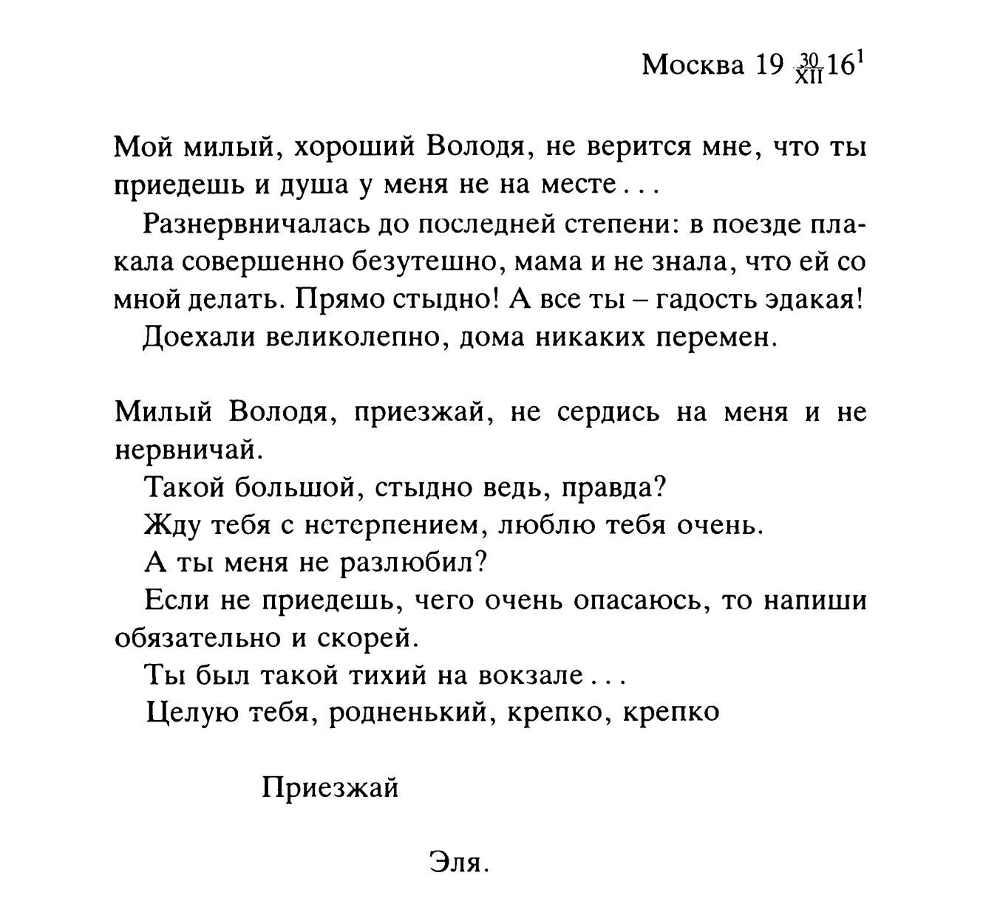 Москва 19 30/XII 16¹
Мой милый, хороший Володя, не верится мне, что ты
приедешь и душа у меня не на месте...
Разнервничалась до последней степени: в поезде пла-
кала совершенно безутешно, мама и не знала, что ей со
мной делать. Прямо стыдно! А все ты – гадость эдакая!
Доехали великолепно, дома никаких перемен.
Милый Володя, приезжай, не сердись на меня и не
нервничай.
Такой большой, стыдно ведь, правда?
Жду тебя с нетерпением, люблю тебя очень.
А ты меня не разлюбил?
Если не приедешь, чего очень опасаюсь, то напиши
обязательно и скорей.
Ты был такой тихий на вокзале...
Целую тебя, родненький, крепко, крепко
Приезжай
Эля.